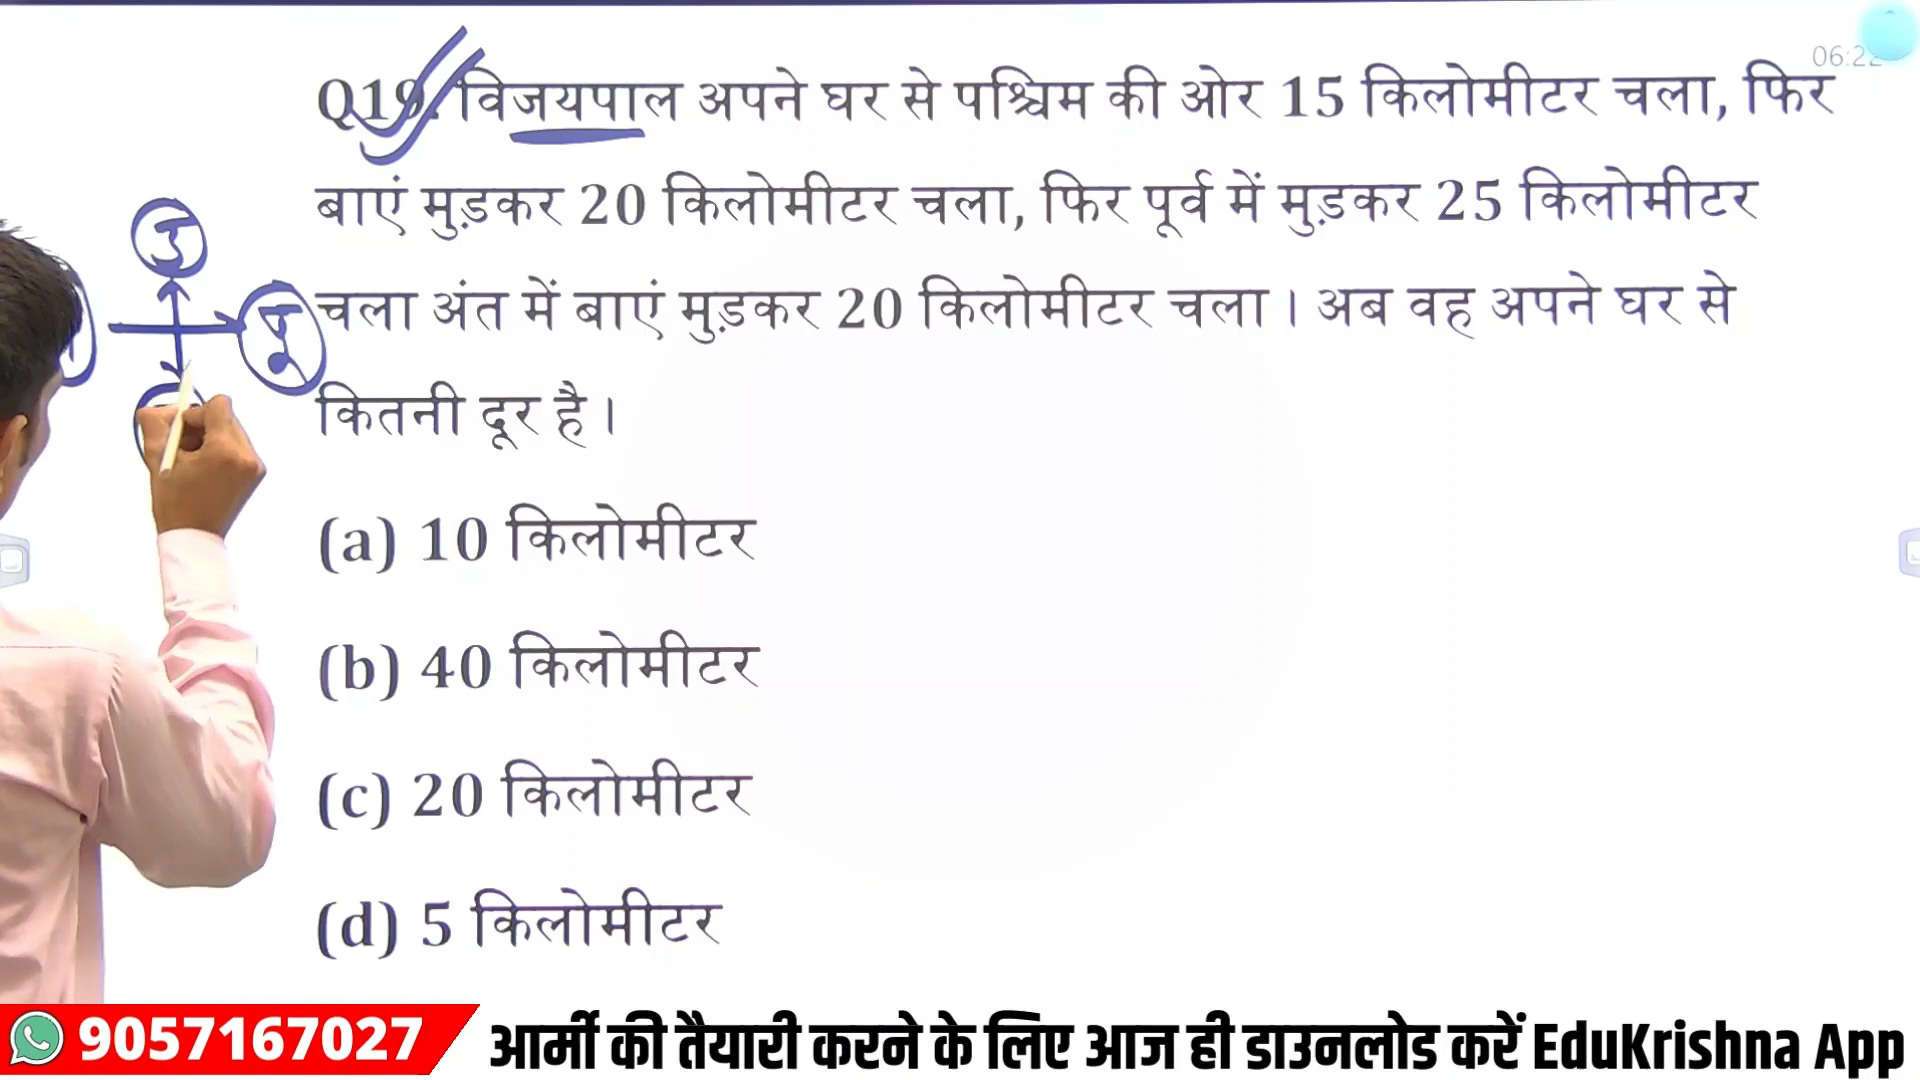 06:22
Q19. विजयपाल अपने घर से पश्चिम की ओर 15 किलोमीटर चला, फिर
बाएं मुड़कर 20 किलोमीटर चला, फिर पूर्व में मुड़कर 25 किलोमीटर
चला अंत में बाएं मुड़कर 20 किलोमीटर चला। अब वह अपने घर से
कितनी दूर है।
उ
पू
(a) 10 किलोमीटर
(b) 40 किलोमीटर
(c) 20 किलोमीटर
(d) 5 किलोमीटर
9057167027 आर्मी की तैयारी करने के लिए आज ही डाउनलोड करें EduKrishna App